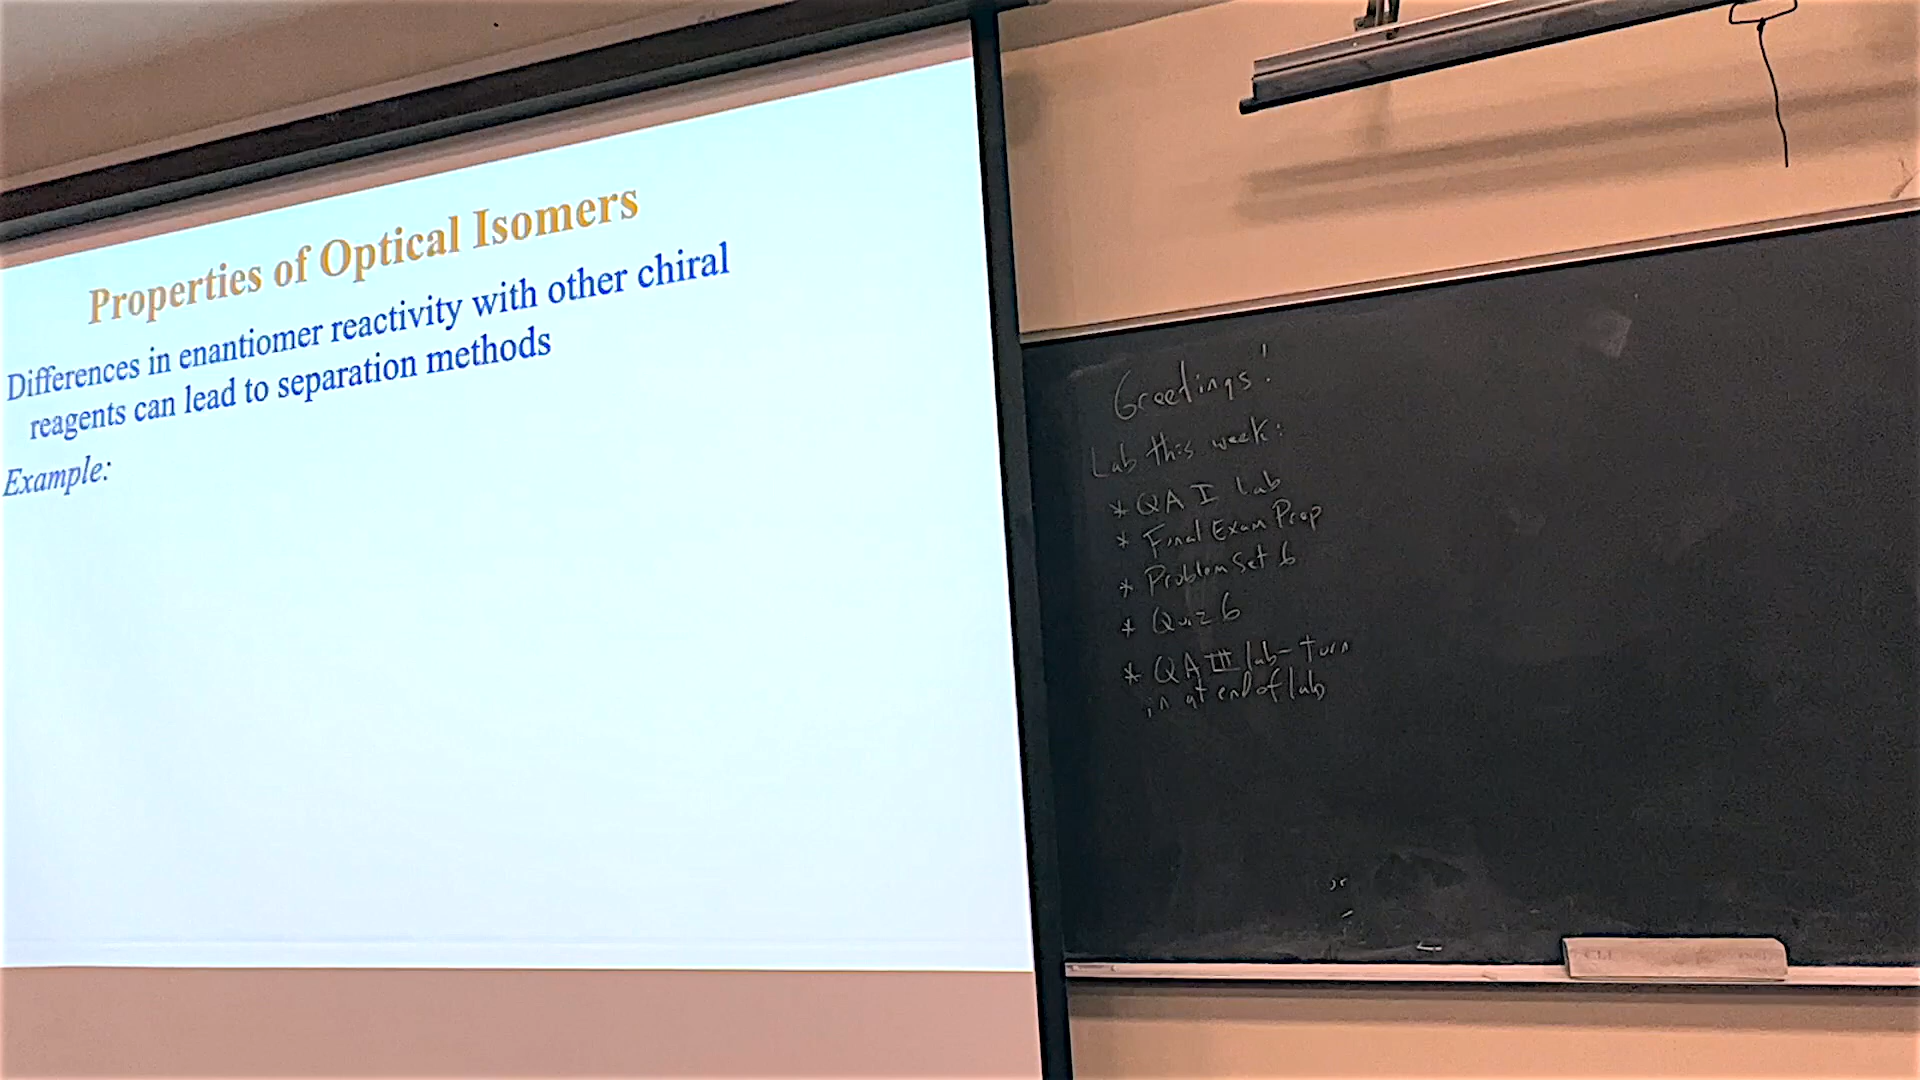 Properties of Optical Isomers
Differences in enantiomer reactivity with other chiral
reagents can lead to separation methods
Example:
Greetings!
Lab this week:
* QA I lab
* Final Exam Prep
* Problem Set 6
* Quiz 6
* QA III lab - turn
in at end of lab
or